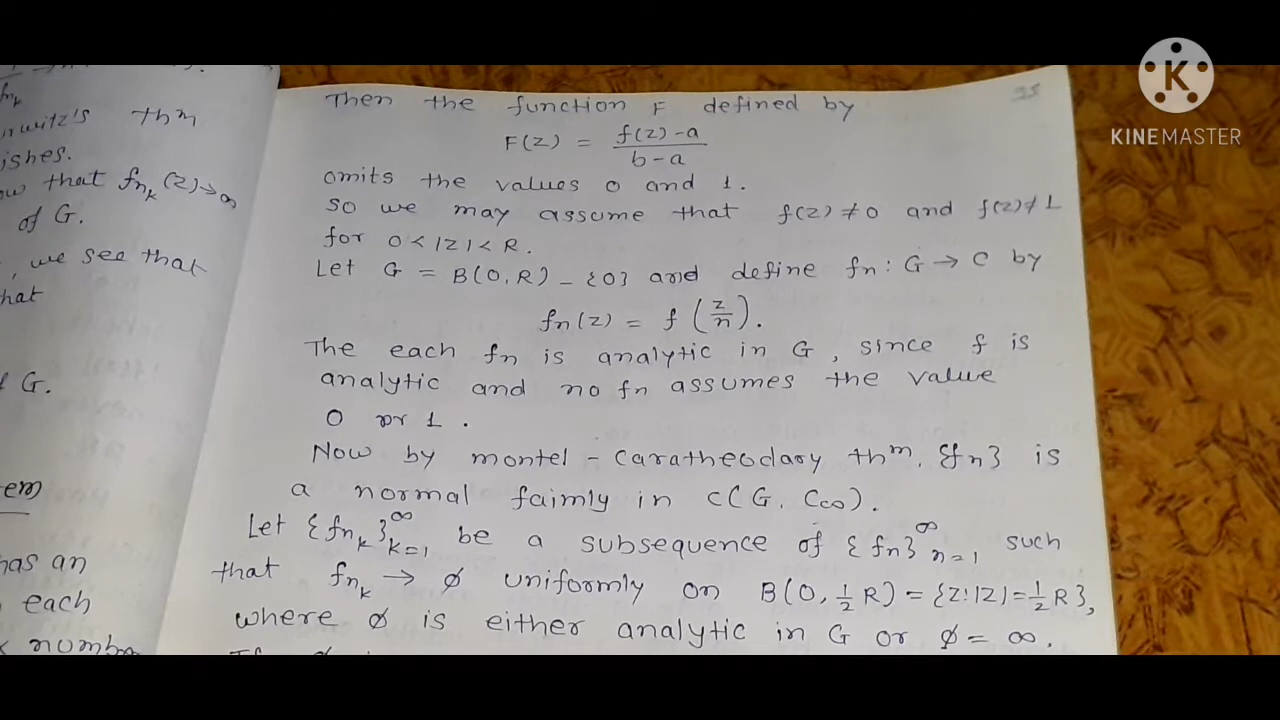 fnk
rwitz's thm
ishes.
ow that fnk(z)→∞
of G.
, we see that
hat
G.
em
has an
each
numbe
Then the function F defined by
F(z) = f(z)-a / b-a
omits the values 0 and 1.
so we may assume that f(z)≠0 and f(z)≠1
for 0<|z|<R.
Let G = B(0,R) - {0} and define fn: G → C by
fn(z) = f(z/n).
The each fn is analytic in G, since f is
analytic and no fn assumes the value
0 or 1.
Now by montel - caratheodary thm. {fn} is
a normal faimly in c(G, C∞).
Let {fnk}∞k=1 be a subsequence of {fn}∞n=1 such
that fnk → ø uniformly on B(0, 1/2 R) = {z:|z|=1/2 R},
where ø is either analytic in G or ø = ∞.
KINEMASTER